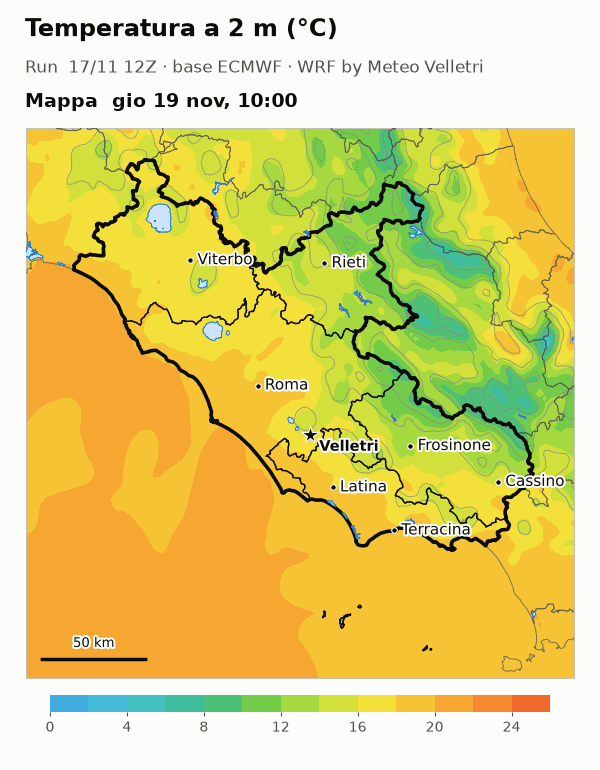 Temperatura a 2 m (°C)
Run  17/11 12Z · base ECMWF · WRF by Meteo Velletri
Mappa  gio 19 nov, 10:00
Viterbo
Rieti
Roma
Velletri
Frosinone
Cassino
Latina
Terracina
50 km
0 4 8 12 16 20 24